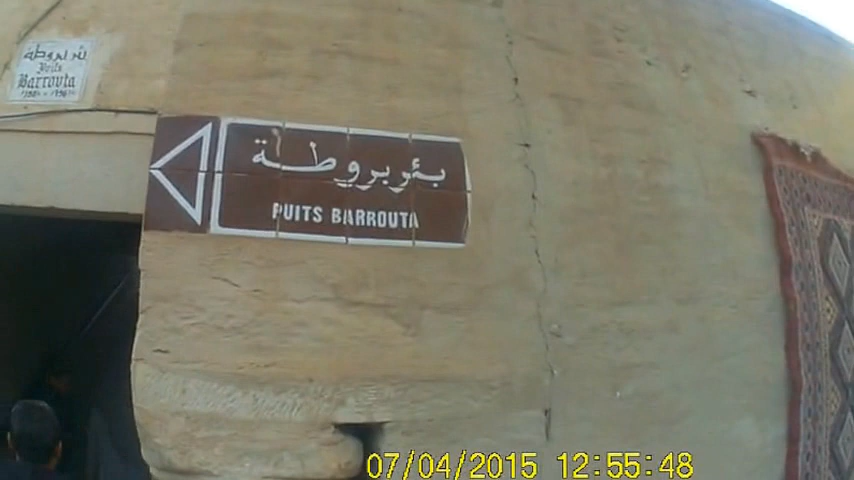 بئر بروطة
Puits
Barrouta
بئر بروطة
PUITS BARROUTA
07/04/2015 12:55:48